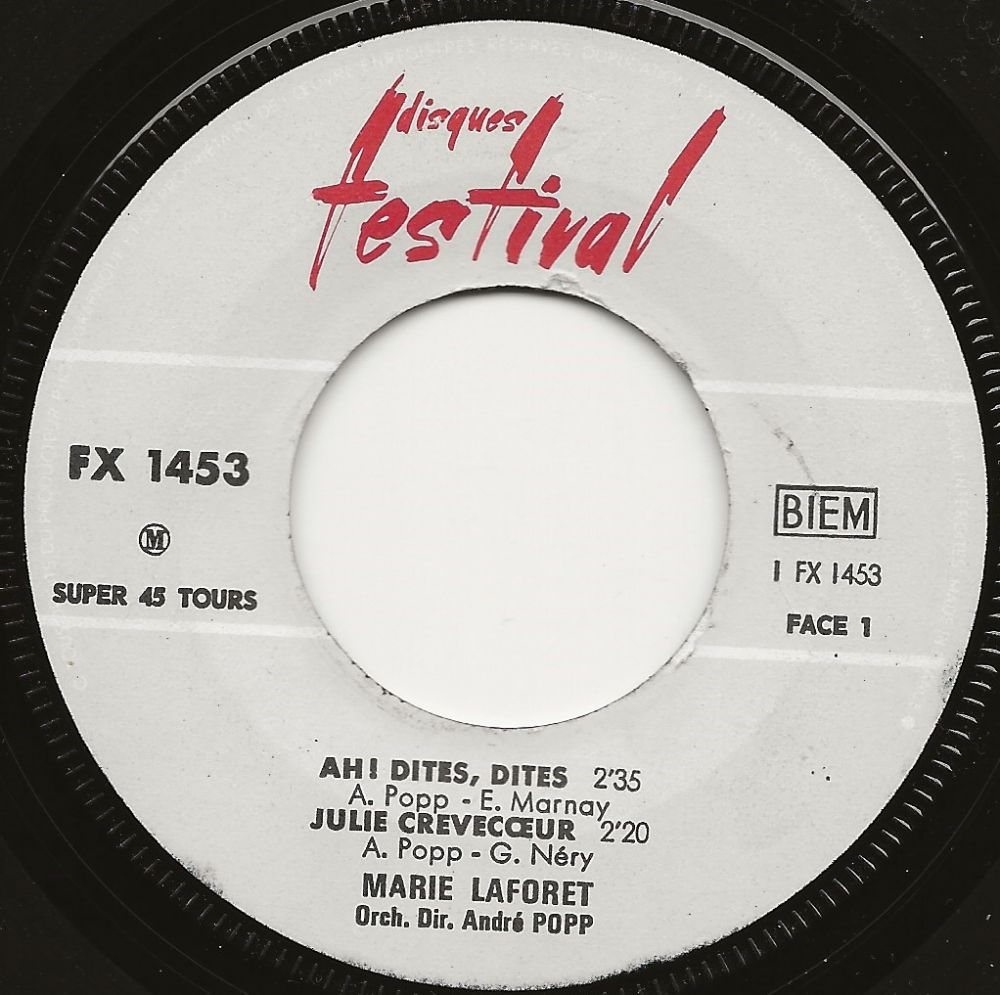 disques
festival
FX 1453
M
SUPER 45 TOURS
BIEM
1 FX 1453
FACE 1
AH! DITES, DITES 2'35
A. Popp - E. Marnay
JULIE CREVECŒUR 2'20
A. Popp - G. Néry
MARIE LAFORET
Orch. Dir. André POPP